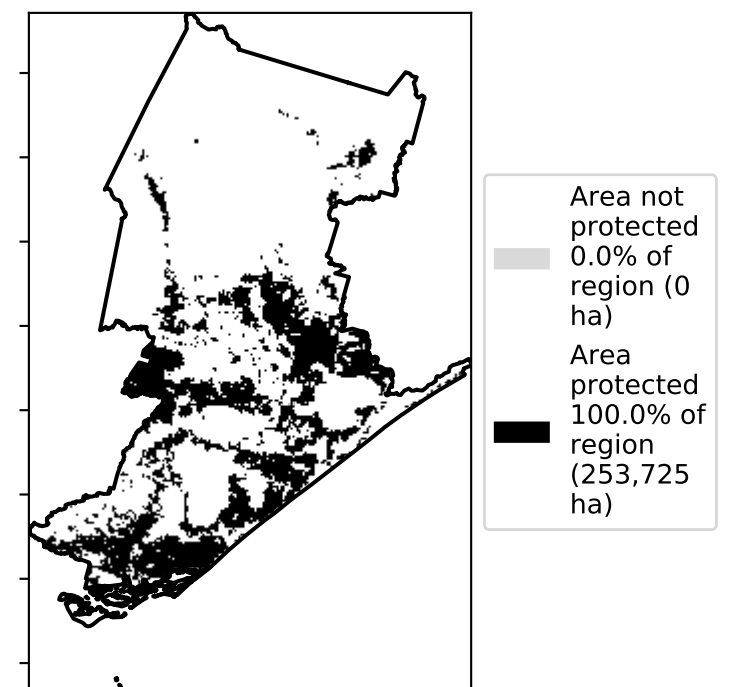 Area not
protected
0.0% of
region (0
ha)
Area
protected
100.0% of
region
(253,725
ha)